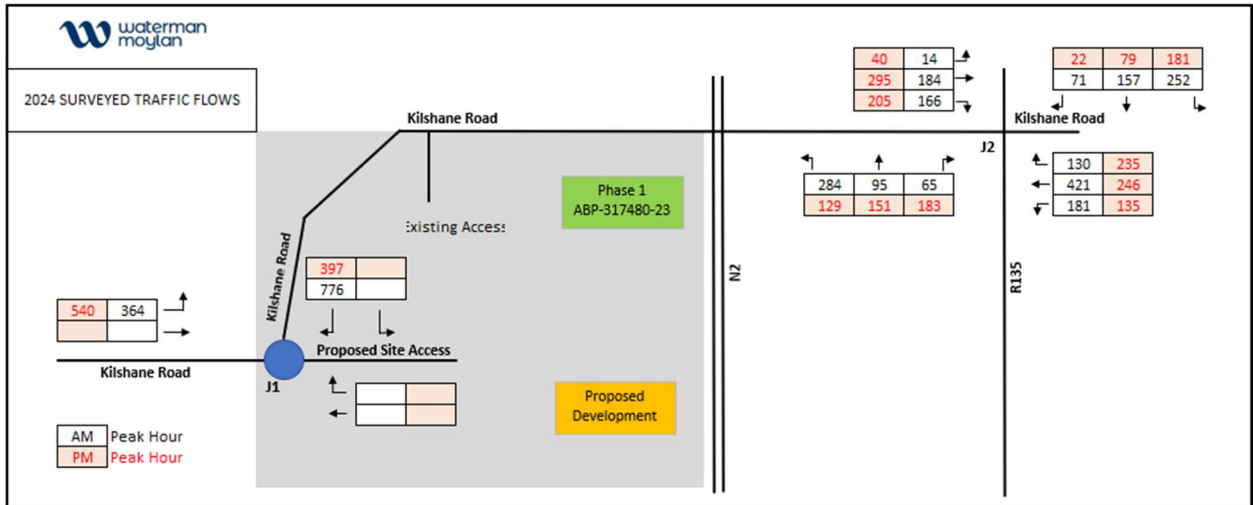 waterman
moylan
2024 SURVEYED TRAFFIC FLOWS
40 14
295 184
205 166
22 79 181
71 157 252
Kilshane Road
Kilshane Road
J2
284 95 65
129 151 183
130 235
421 246
181 135
Phase 1
ABP-317480-23
Existing Access
Kilshane Road
N2
R135
397
776
540 364
Proposed Site Access
Kilshane Road
J1
Proposed
Development
AM Peak Hour
PM Peak Hour